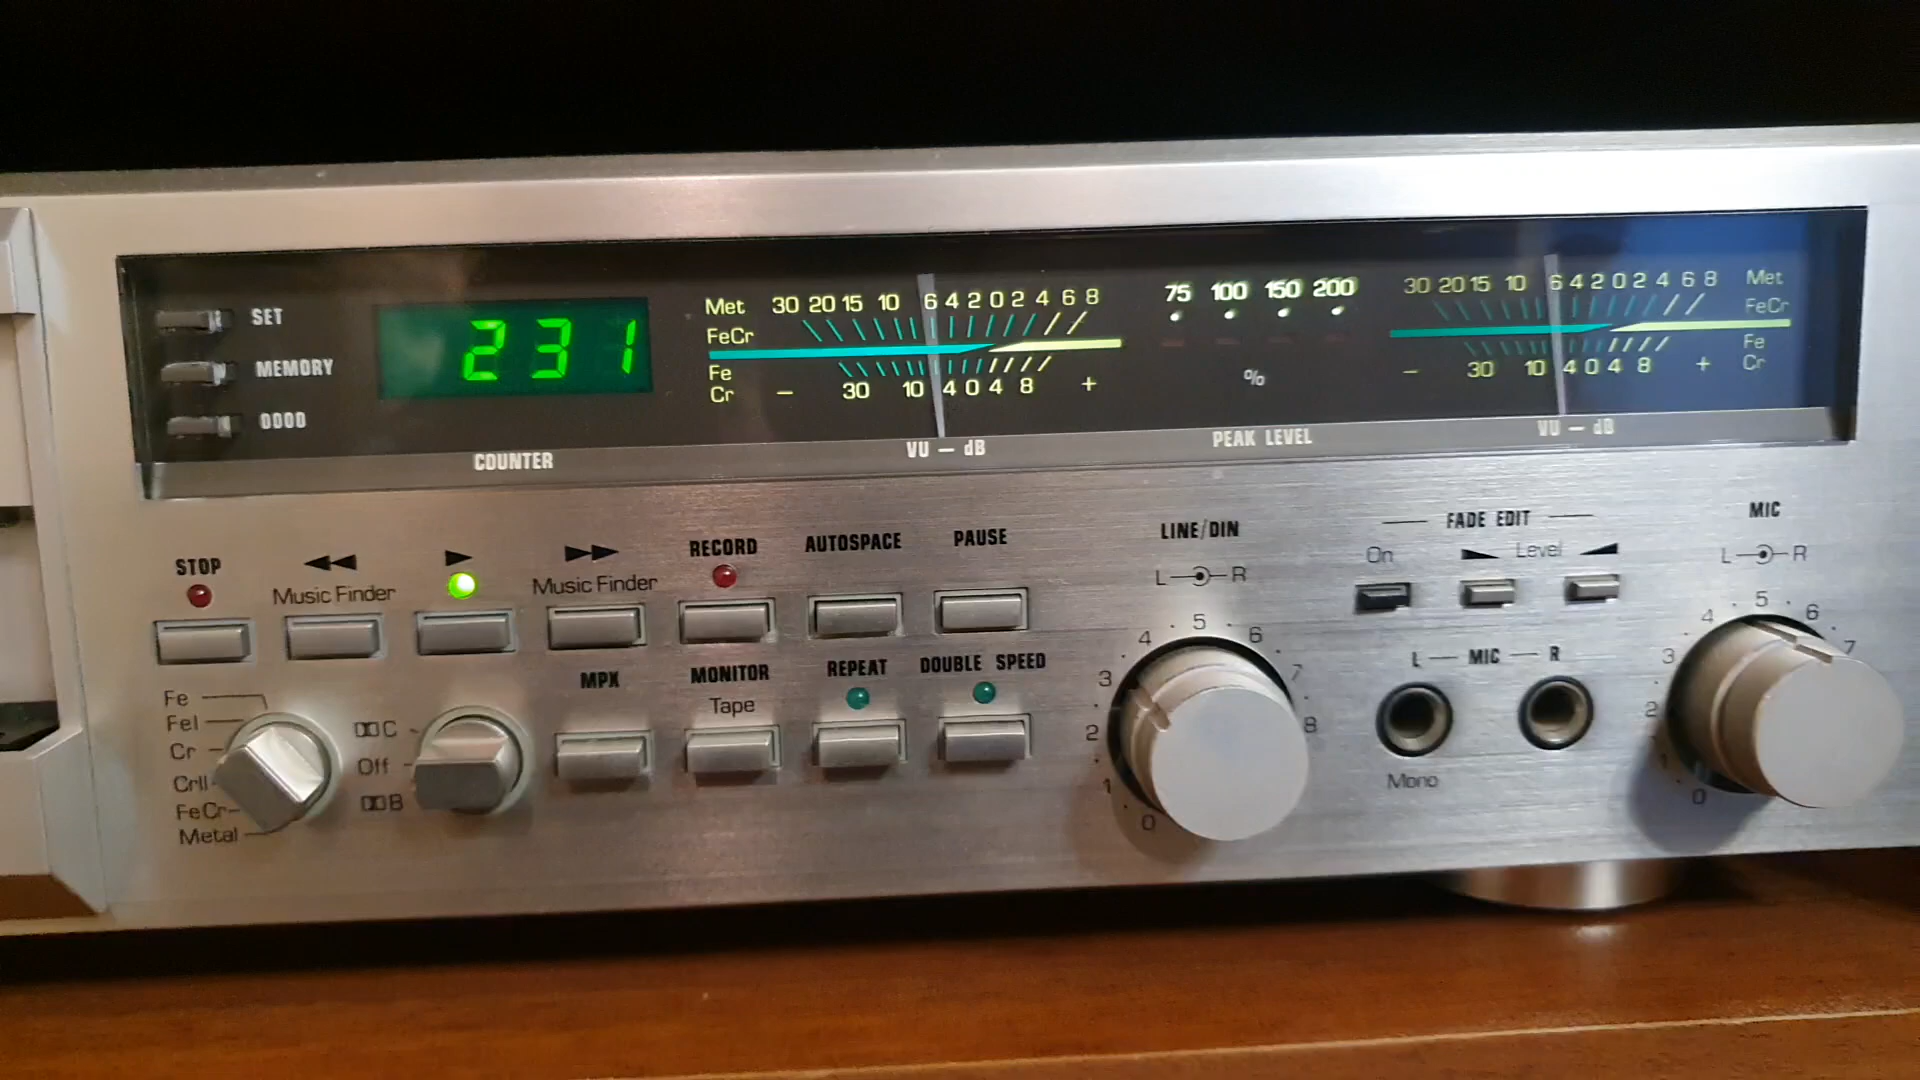 SET
MEMORY
0000
231
COUNTER
Met 30 20 15 10 6 4 2 0 2 4 6 8
FeCr
Fe
Cr - 30 10 4 0 4 8 +
VU - dB
75 100 150 200
%
PEAK LEVEL
30 20 15 10 6 4 2 0 2 4 6 8 Met
FeCr
Fe
- 30 10 4 0 4 8 + Cr
VU - dB
STOP
◀◀
Music Finder
▶
▶▶
Music Finder
RECORD
AUTOSPACE
PAUSE
LINE/DIN
L R
0 1 2 3 4 5 6 7 8
FADE EDIT
On
Level
MIC
L R
0 1 2 3 4 5 6 7
Fe
FeI
Cr
CrII
FeCr
Metal
C
Off
B
MPX
MONITOR
Tape
REPEAT
DOUBLE SPEED
L — MIC — R
Mono